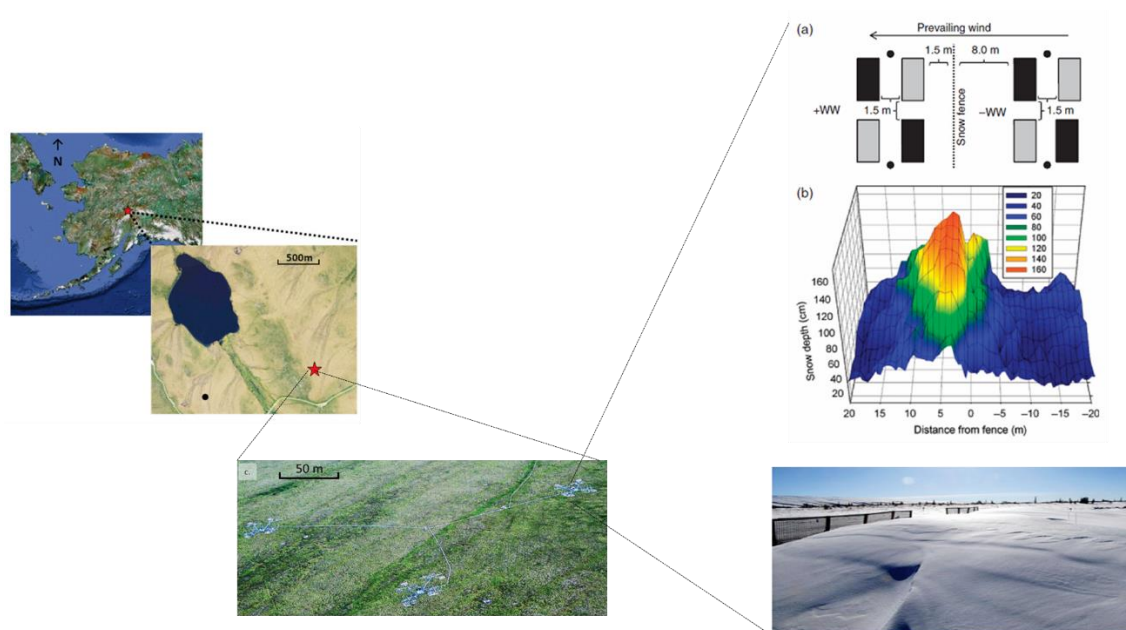 N
500m
c.
50 m
(a)
Prevailing wind
1.5 m
8.0 m
+WW
1.5 m
Snow fence
−WW
1.5 m
(b)
20
40
60
80
100
120
140
160
160
140
120
100
80
60
40
20
Snow depth (cm)
20 15 10 5 0 −5 −10 −15 −20
Distance from fence (m)